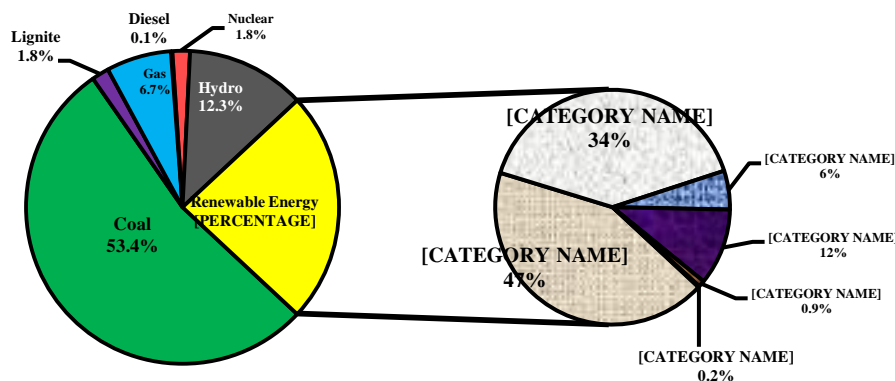 Diesel
0.1%
Nuclear
1.8%
Lignite
1.8%
Gas
6.7%
Hydro
12.3%
Renewable Energy
[PERCENTAGE]
Coal
53.4%
[CATEGORY NAME]
34%
[CATEGORY NAME]
6%
[CATEGORY NAME]
12%
[CATEGORY NAME]
47%
[CATEGORY NAME]
0.9%
[CATEGORY NAME]
0.2%